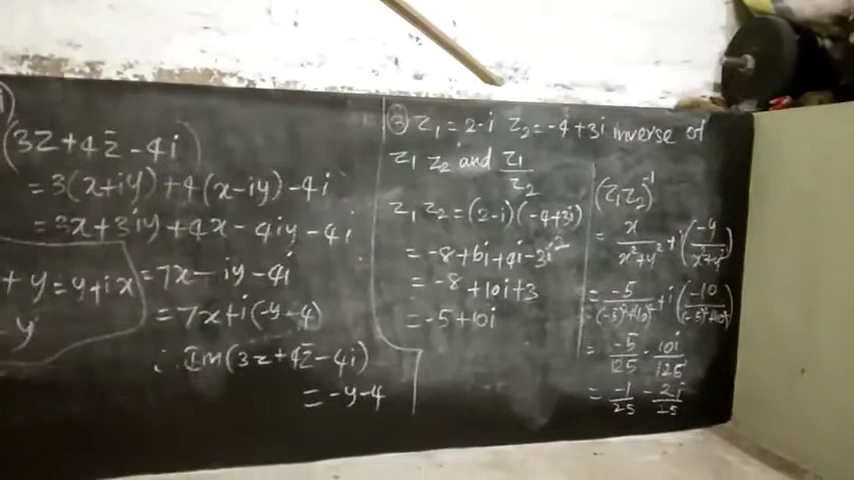 i)
(3z+4z̄-4i)
=3(x+iy)+4(x-iy)-4i
=3x+3iy+4x-4iy-4i
=7x-iy-4i
=7x+i(-y-4)
∴ Im(3z+4z̄-4i)
=-y-4
+y=y+ix
-y
③ z₁=2-i z₂=-4+3i inverse of
z₁ z₂ and z₁/z₂
z₁ z₂=(2-i)(-4+3i)
=-8+6i+4i-3i²
=-8+10i+3
=-5+10i
(z₁z₂)⁻¹
= x/x²+y² + i(-y/x²+y²)
= -5/(-5)²+(10)² + i(-10/(-5)²+(10)²)
= -5/125 - 10i/125
= -1/25 - 2i/25